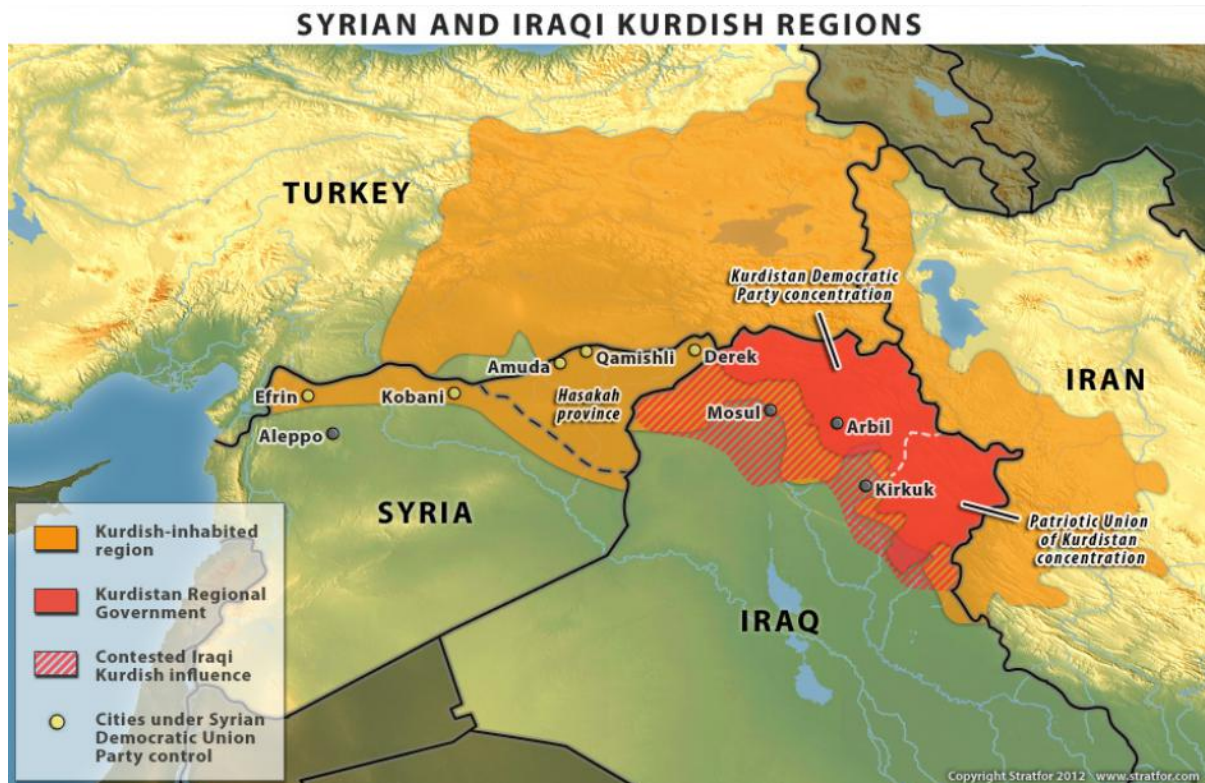 SYRIAN AND IRAQI KURDISH REGIONS
TURKEY
Kurdistan Democratic
Party concentration
Amuda
Qamishli
Derek
IRAN
Efrin
Kobani
Hasakah
province
Mosul
Arbil
Aleppo
Kirkuk
SYRIA
Patriotic Union
of Kurdistan
concentration
IRAQ
Kurdish-inhabited
region
Kurdistan Regional
Government
Contested Iraqi
Kurdish influence
Cities under Syrian
Democratic Union
Party control
Copyright Stratfor 2012 www.stratfor.com